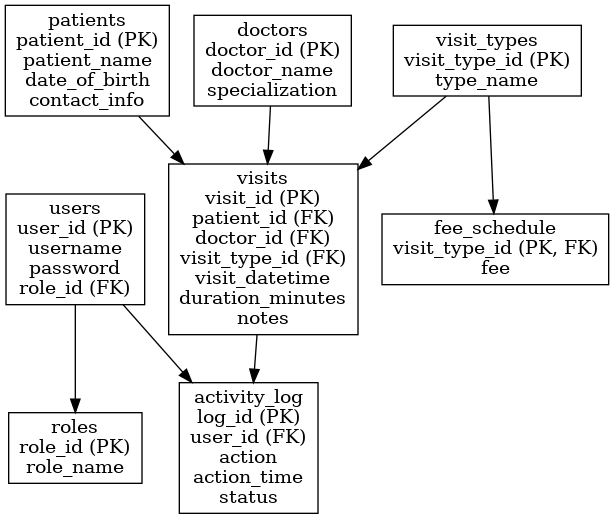 patients
patient_id (PK)
patient_name
date_of_birth
contact_info
doctors
doctor_id (PK)
doctor_name
specialization
visit_types
visit_type_id (PK)
type_name
visits
visit_id (PK)
patient_id (FK)
doctor_id (FK)
visit_type_id (FK)
visit_datetime
duration_minutes
notes
users
user_id (PK)
username
password
role_id (FK)
fee_schedule
visit_type_id (PK, FK)
fee
roles
role_id (PK)
role_name
activity_log
log_id (PK)
user_id (FK)
action
action_time
status